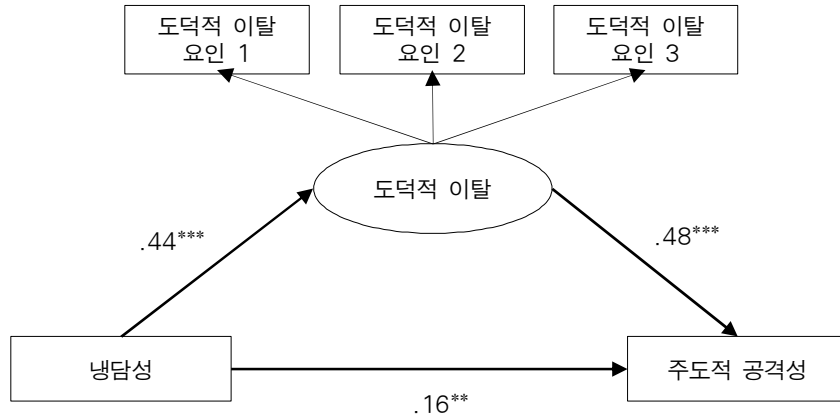 도덕적 이탈
요인 1
도덕적 이탈
요인 2
도덕적 이탈
요인 3
도덕적 이탈
.44***
.48***
냉담성
주도적 공격성
.16**